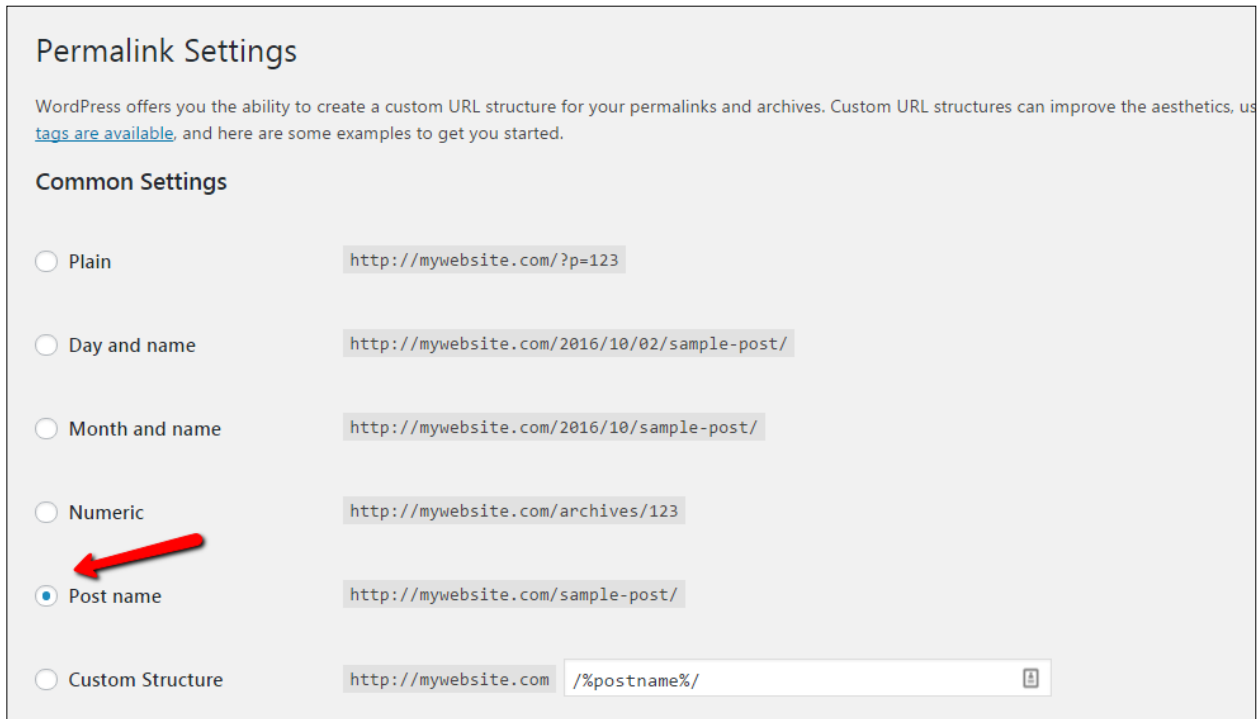 Permalink Settings
WordPress offers you the ability to create a custom URL structure for your permalinks and archives. Custom URL structures can improve the aesthetics, us
tags are available, and here are some examples to get you started.
Common Settings
Plain http://mywebsite.com/?p=123
Day and name http://mywebsite.com/2016/10/02/sample-post/
Month and name http://mywebsite.com/2016/10/sample-post/
Numeric http://mywebsite.com/archives/123
Post name http://mywebsite.com/sample-post/
Custom Structure http://mywebsite.com /%postname%/